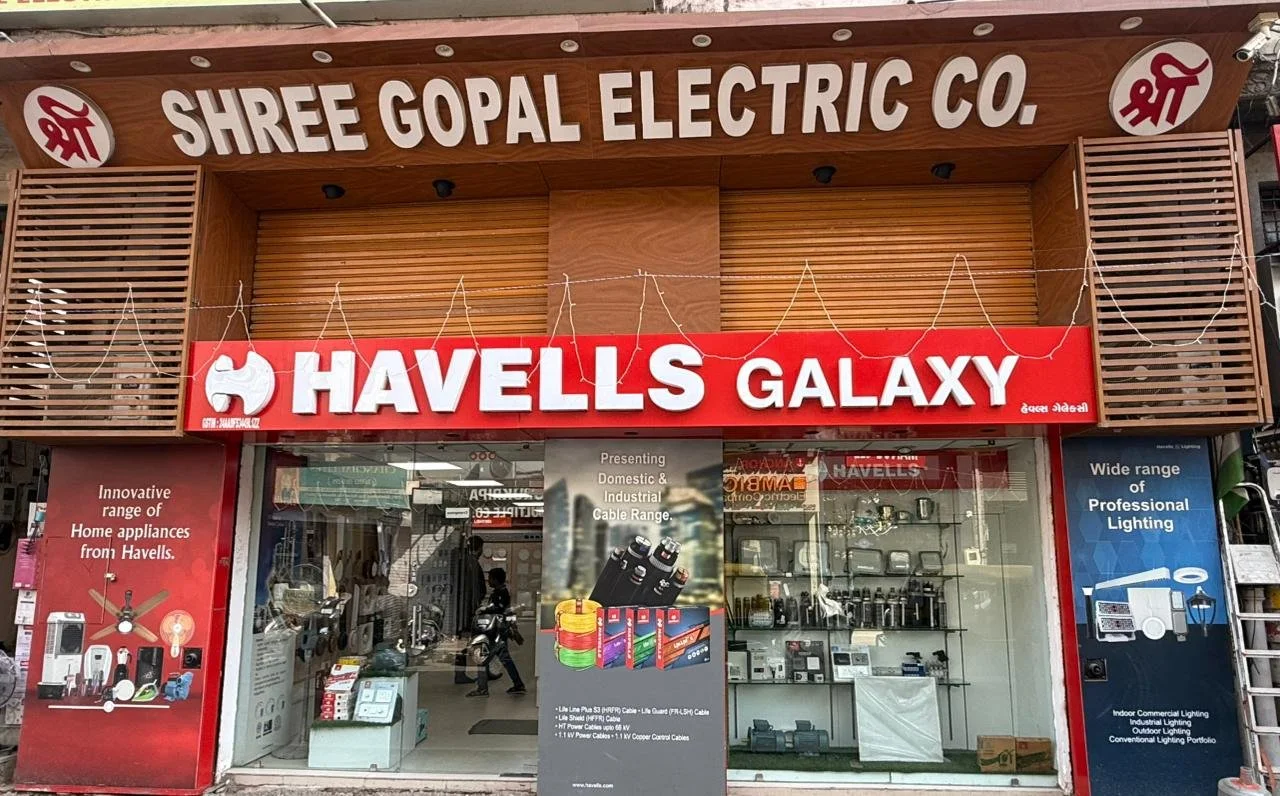 श्री
SHREE GOPAL ELECTRIC CO.
श्री
HAVELLS GALAXY
હેવલ્સ ગેલેક્સી
Innovative
range of
Home appliances
from Havells.
Presenting
Domestic &
Industrial
Cable Range.
• Life Line Plus S3 (HRFR) Cable • Life Guard (FR-LSH) Cable
• Life Shield (HFFR) Cable
• HT Power Cables upto 66 kV
• 1.1 kV Power Cables • 1.1 kV Copper Control Cables
www.havells.com
HAVELLS
Havells Lighting
Wide range
of
Professional
Lighting
Indoor Commercial Lighting
Industrial Lighting
Outdoor Lighting
Conventional Lighting Portfolio